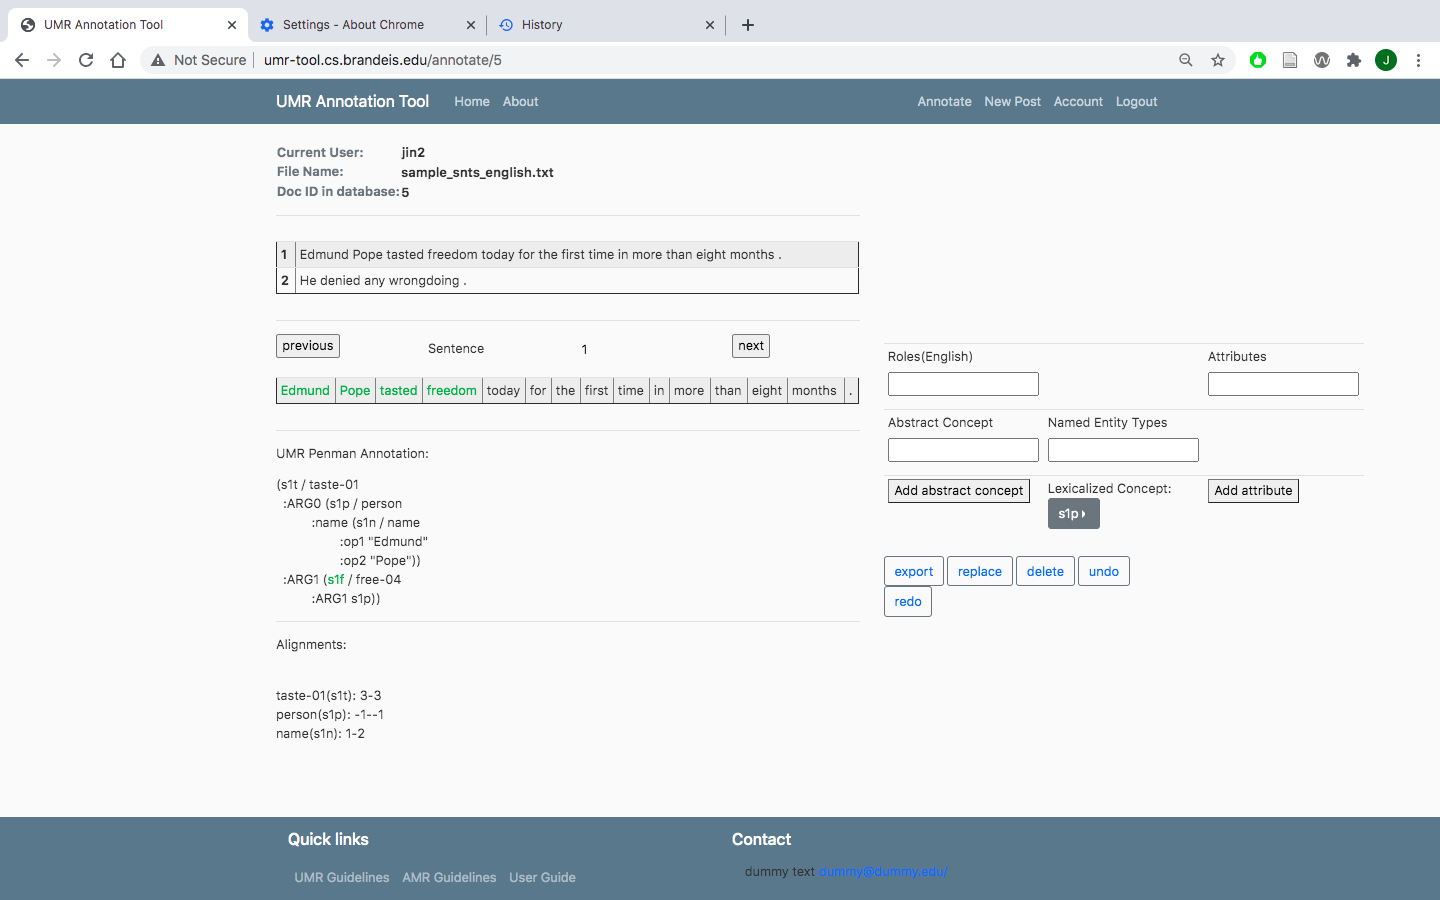 UMR Annotation Tool
Settings - About Chrome
History
Not Secure umr-tool.cs.brandeis.edu/annotate/5
J
UMR Annotation Tool Home About Annotate New Post Account Logout
Current User: jin2
File Name: sample_snts_english.txt
Doc ID in database: 5
1 Edmund Pope tasted freedom today for the first time in more than eight months .
2 He denied any wrongdoing .
previous Sentence 1 next
Edmund Pope tasted freedom today for the first time in more than eight months .
UMR Penman Annotation:
(s1t / taste-01
:ARG0 (s1p / person
:name (s1n / name
:op1 "Edmund"
:op2 "Pope"))
:ARG1 (s1f / free-04
:ARG1 s1p))
Alignments:
taste-01(s1t): 3-3
person(s1p): -1--1
name(s1n): 1-2
Roles(English) Attributes
Abstract Concept Named Entity Types
Add abstract concept Lexicalized Concept: Add attribute
s1p
export replace delete undo
redo
Quick links Contact
UMR Guidelines AMR Guidelines User Guide
dummy text dummy@dummy.edu/